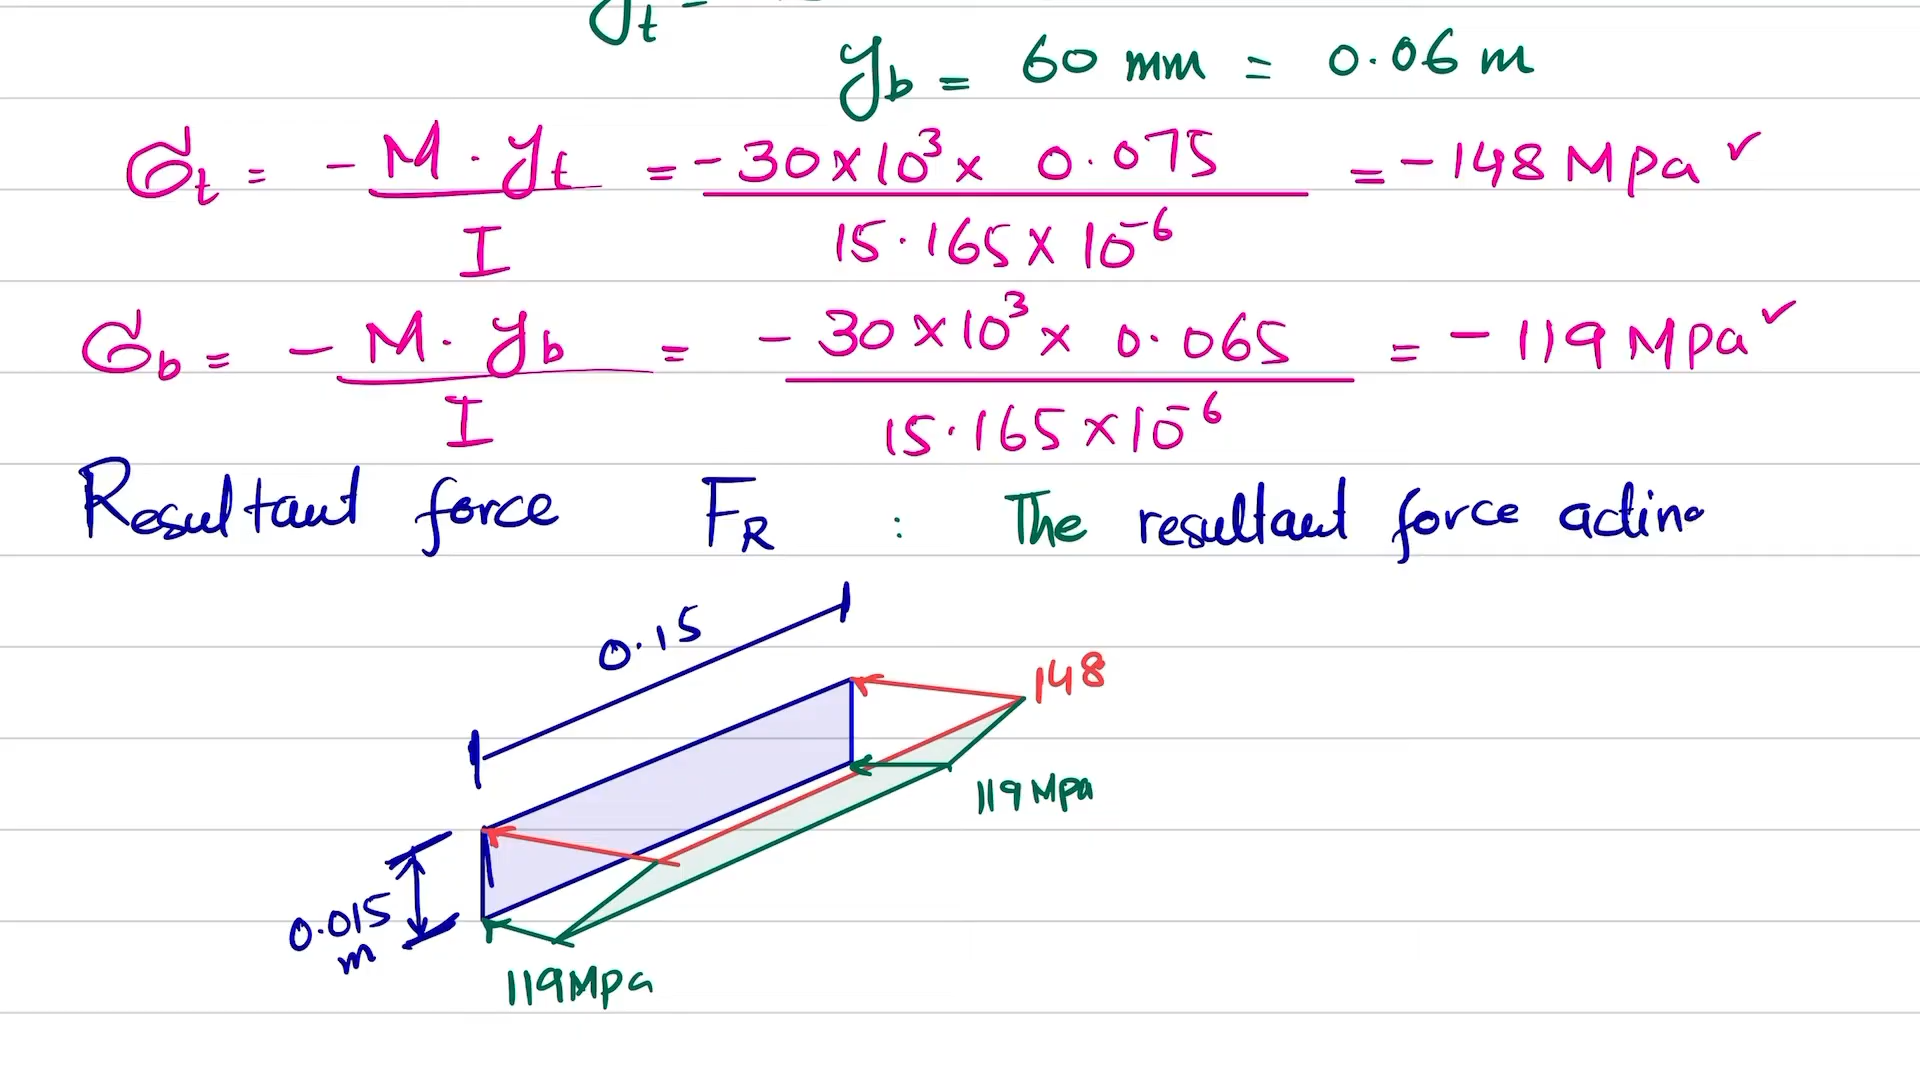 y_b = 60 mm = 0.06 m
σ_t = -M·y_t / I = -30×10³× 0.075 / 15.165×10⁻⁶ = -148 MPa ✓
σ_b = -M·y_b / I = -30×10³× 0.065 / 15.165×10⁻⁶ = -119 MPa ✓
Resultant force F_R : The resultant force acting
0.15
148
119 MPa
0.015
m
119 MPa